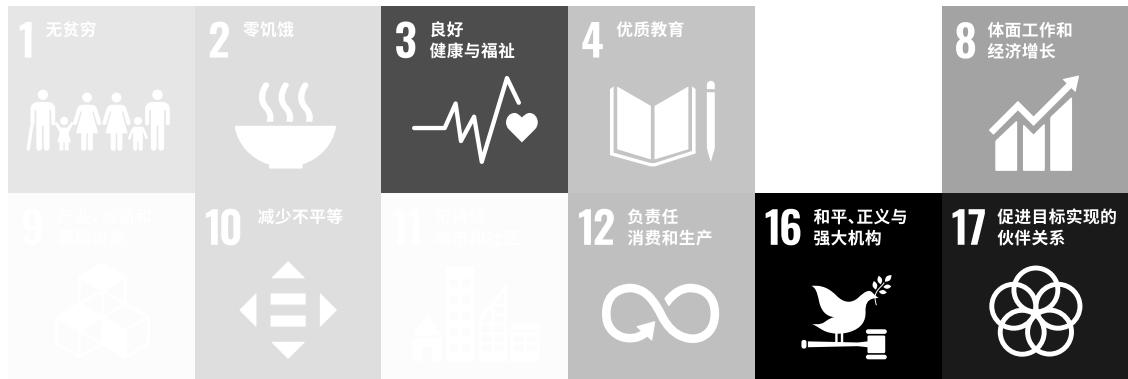 1 无贫穷
2 零饥饿
3 良好
健康与福祉
4 优质教育
8 体面工作和
经济增长
9
10 减少不平等
11
12 负责任
消费和生产
16 和平、正义与
强大机构
17 促进目标实现的
伙伴关系